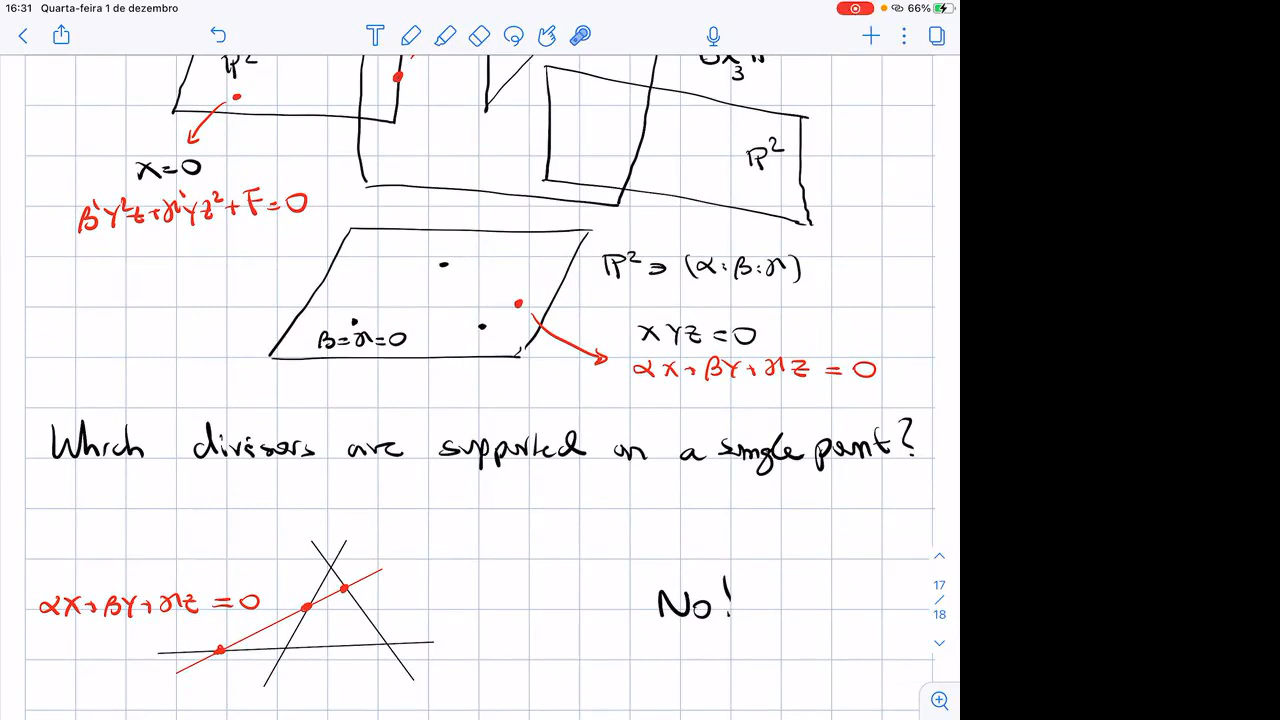 16:31 Quarta-feira 1 de dezembro 66%
ℙ²
ℙ²
x=0
β'Y²Z+γ'YZ²+F=0
ℙ² ∋ (α:β:γ)
β=γ=0
XYZ=0
αX+βY+γZ=0
Which divisors are supported on a single point?
αX+βY+γZ=0
No!
17
/
18